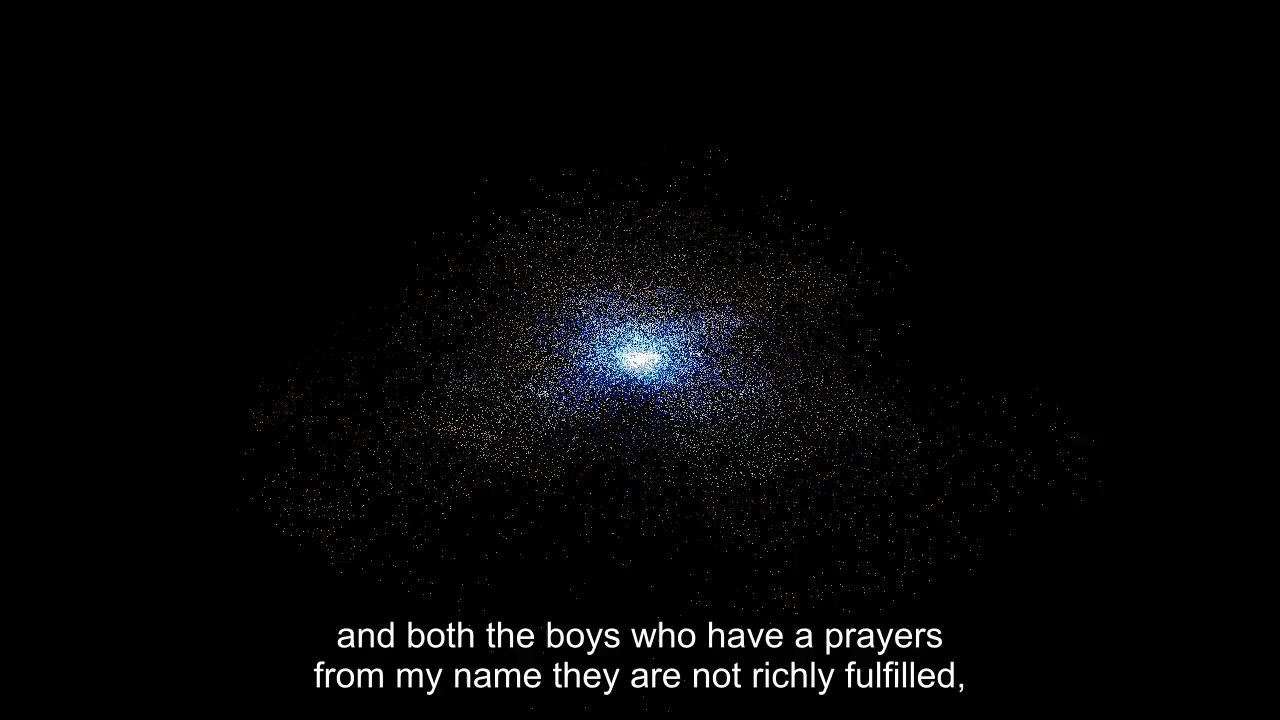 and both the boys who have a prayers
from my name they are not richly fulfilled,